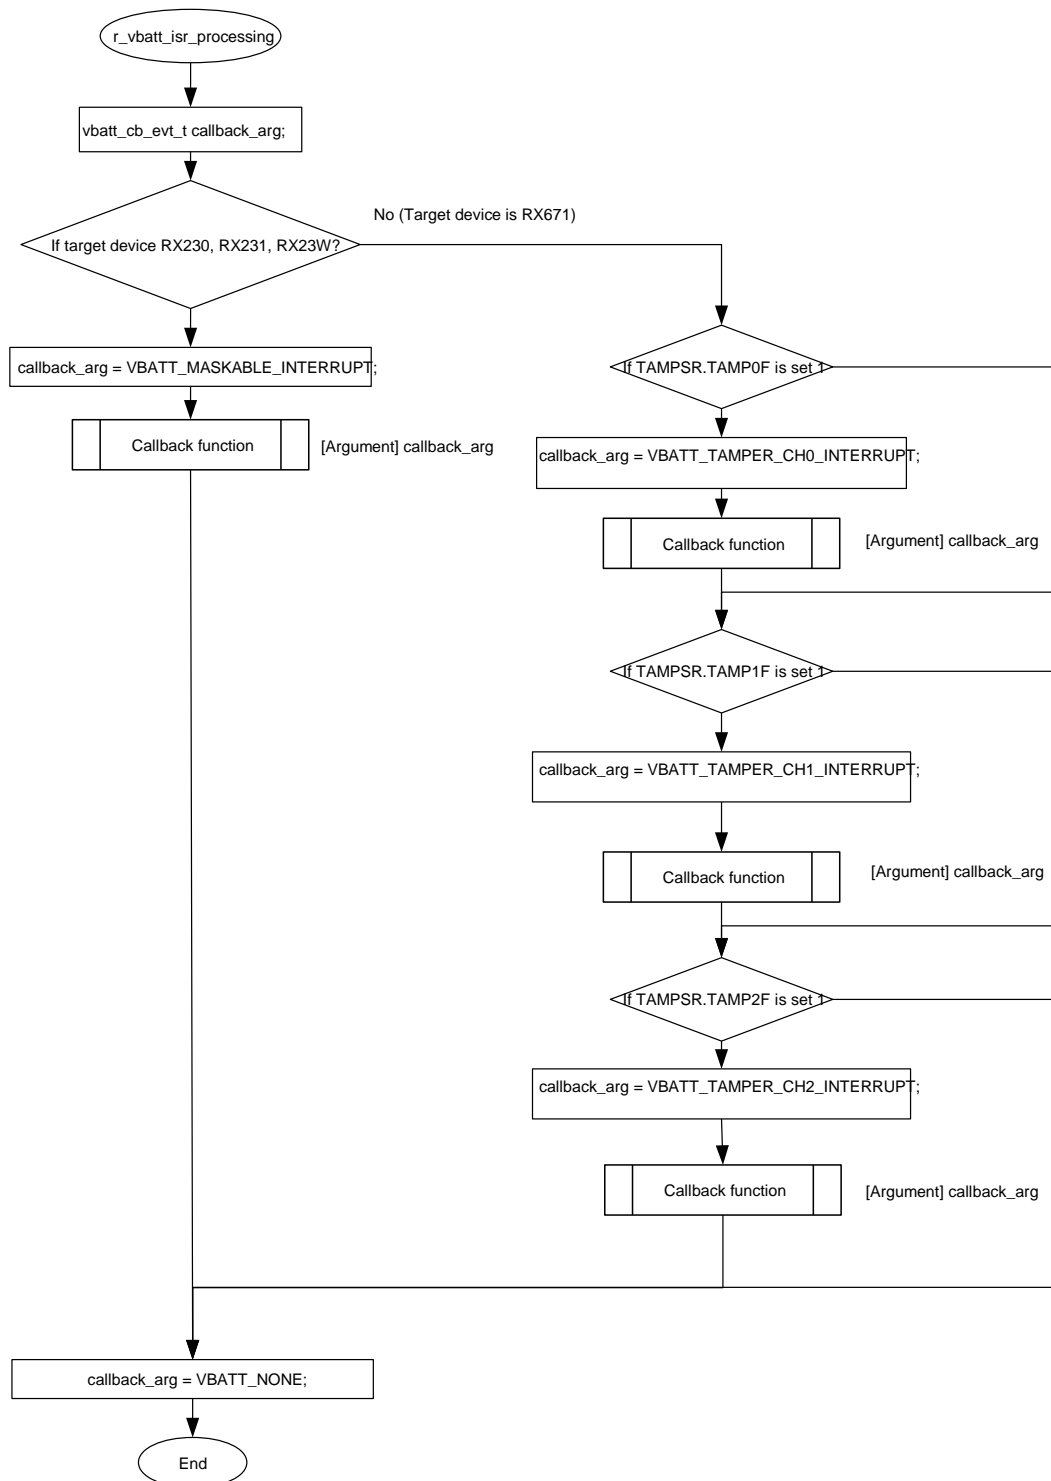 r_vbatt_isr_processing
vbatt_cb_evt_t callback_arg;
No (Target device is RX671)
If target device RX230, RX231, RX23W?
callback_arg = VBATT_MASKABLE_INTERRUPT;
Callback function
[Argument] callback_arg
If TAMPSR.TAMP0F is set 1
callback_arg = VBATT_TAMPER_CH0_INTERRUPT;
Callback function
[Argument] callback_arg
If TAMPSR.TAMP1F is set 1
callback_arg = VBATT_TAMPER_CH1_INTERRUPT;
Callback function
[Argument] callback_arg
If TAMPSR.TAMP2F is set 1
callback_arg = VBATT_TAMPER_CH2_INTERRUPT;
Callback function
[Argument] callback_arg
callback_arg = VBATT_NONE;
End